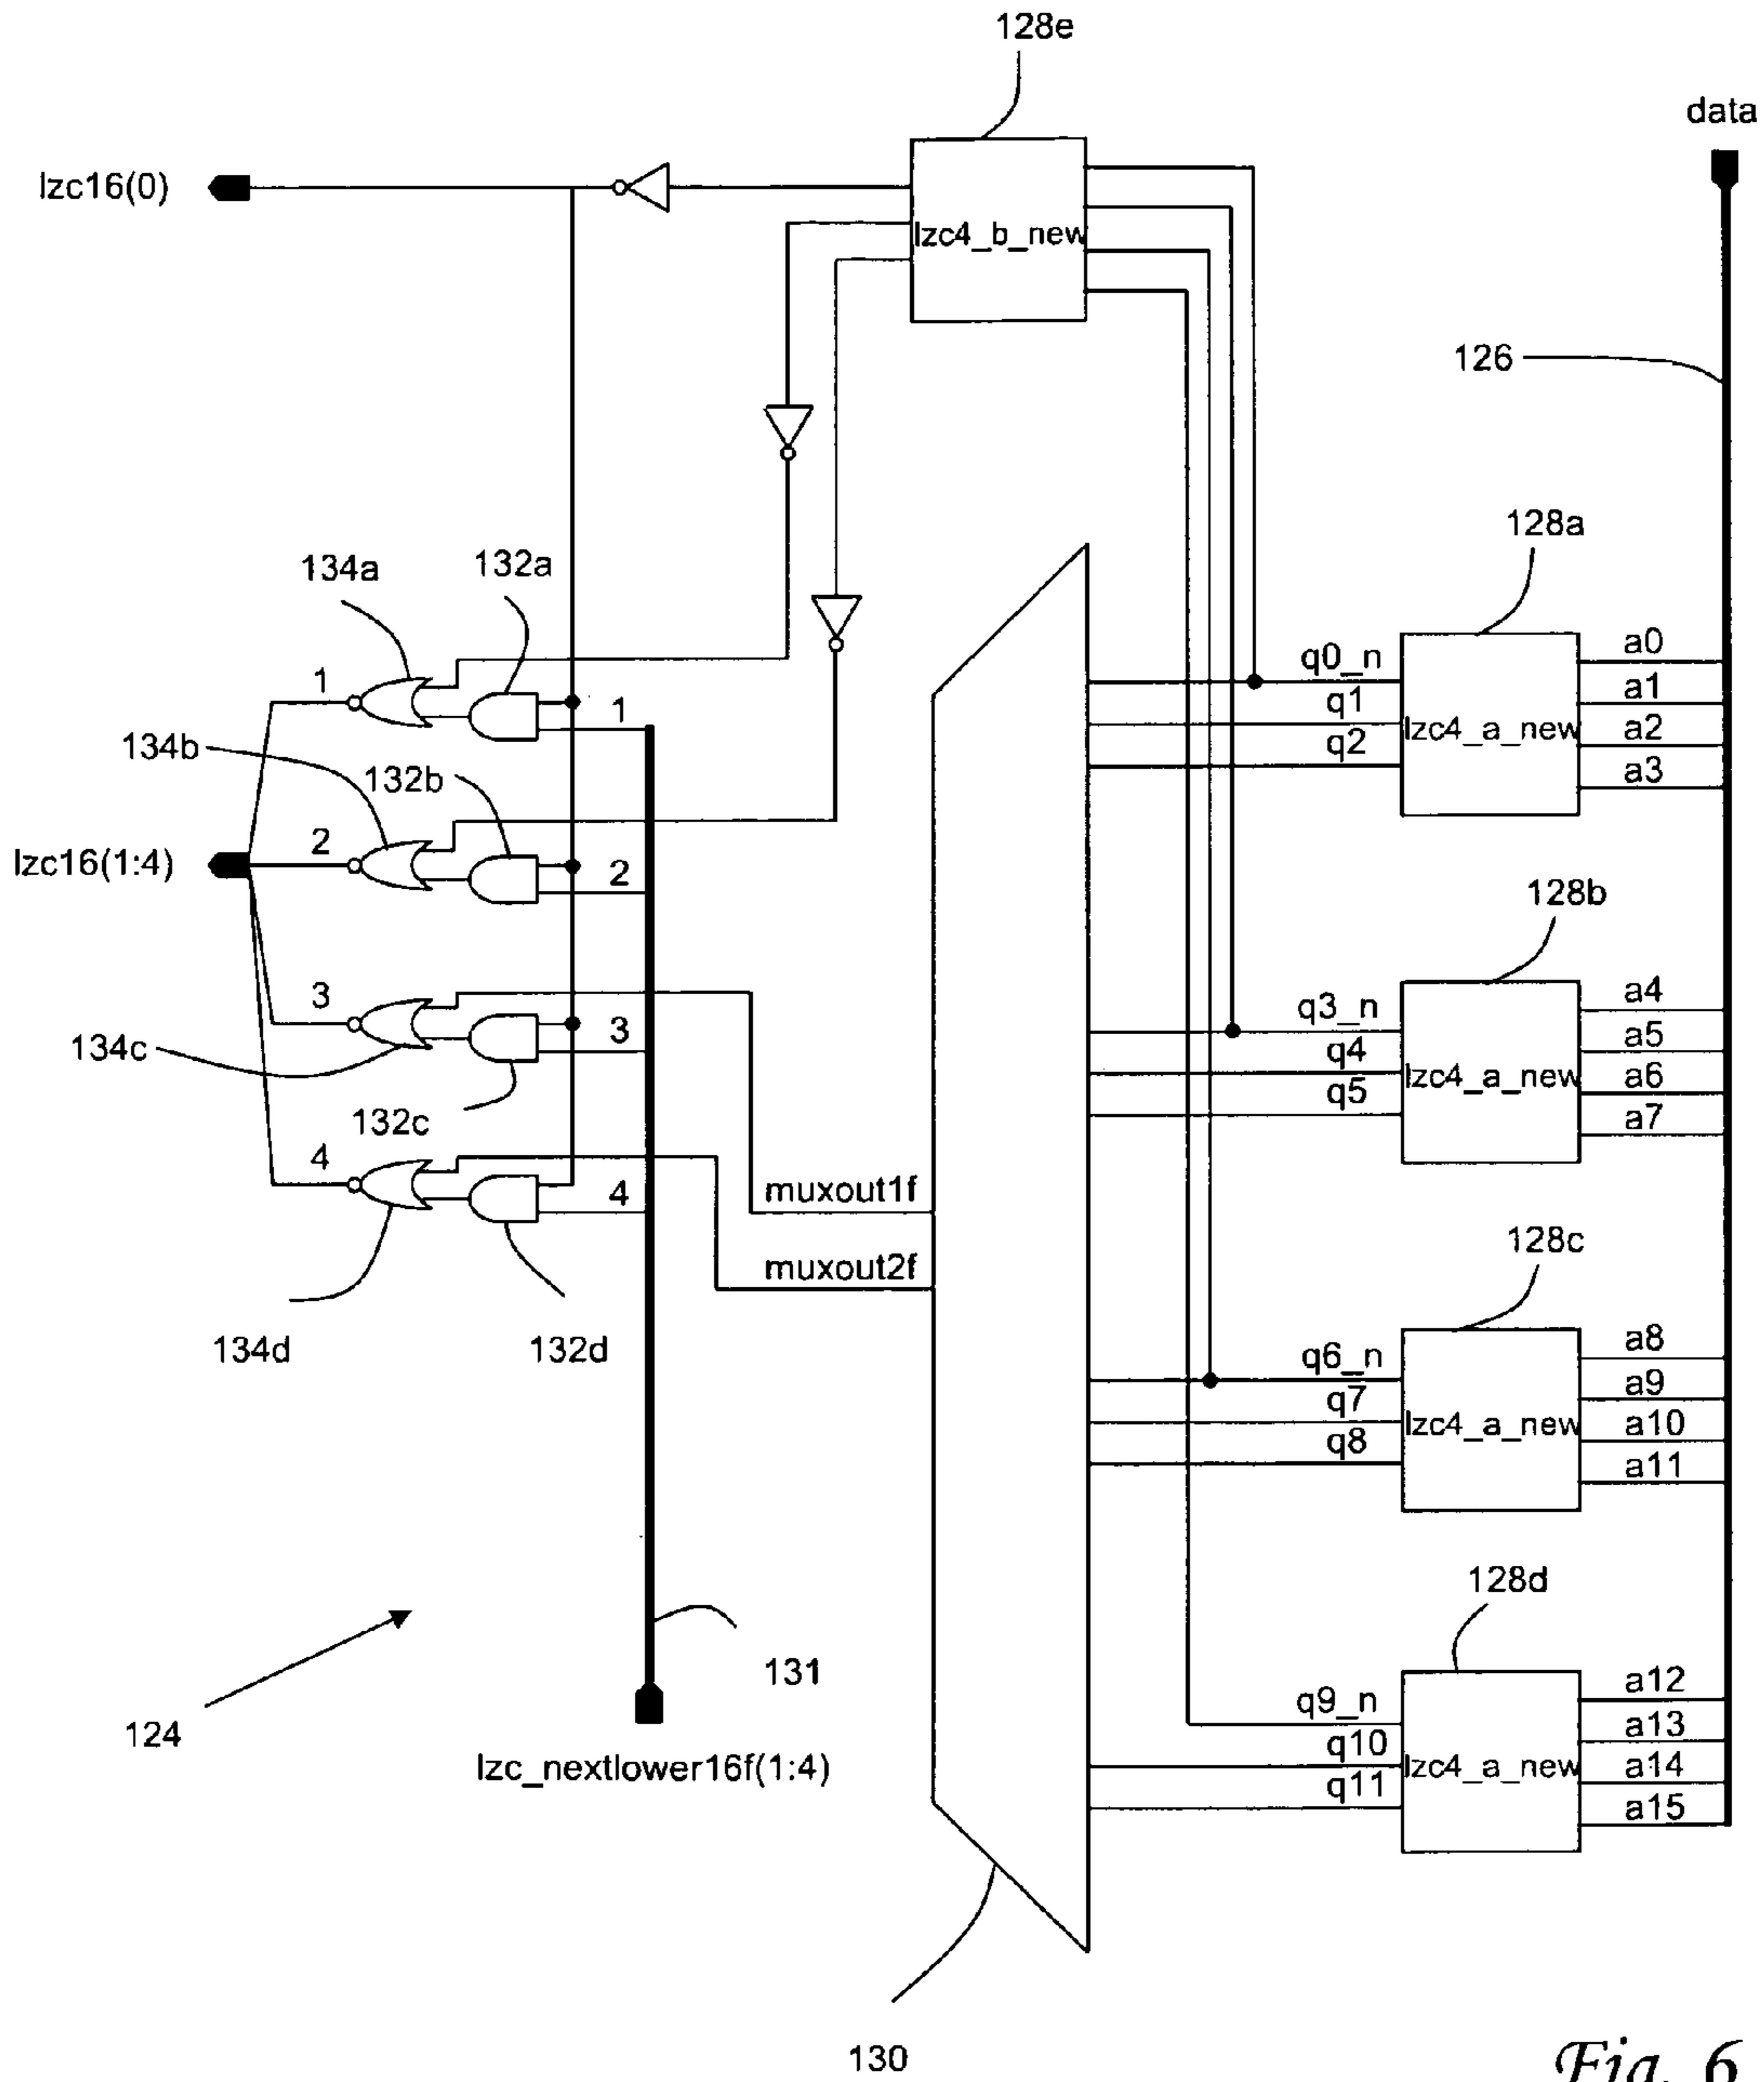 128e
data
lzc16(0)
lzc4_b_new
126
128a
134a
132a
a0
q0_n
1
a1
q1
1
lzc4_a_new
a2
134b
q2
132b
a3
128b
2
lzc16(1:4)
2
a4
3
q3_n
3
a5
134c
q4
lzc4_a_new
a6
q5
132c
a7
4
muxout1f
4
128c
muxout2f
a8
134d
132d
q6_n
a9
q7
lzc4_a_new
a10
q8
a11
128d
131
a12
q9_n
124
a13
q10
lzc_nextlower16f(1:4)
lzc4_a_new
a14
q11
a15
130
Fig. 6